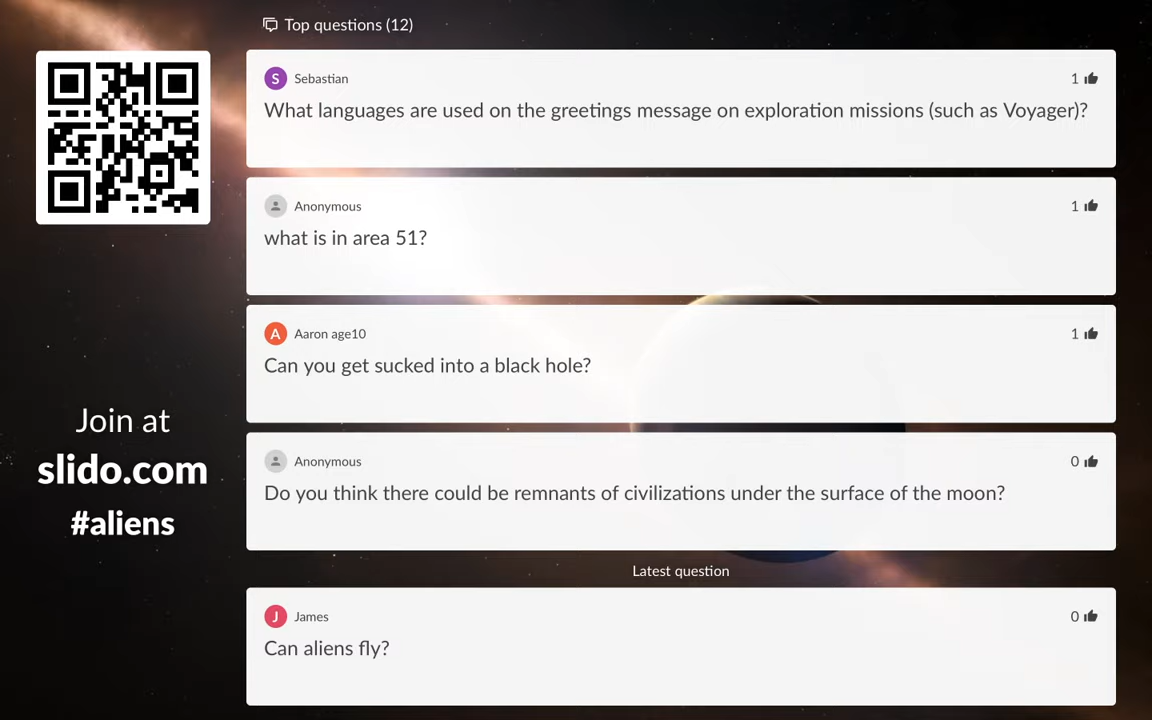 Top questions (12)
S Sebastian
1
What languages are used on the greetings message on exploration missions (such as Voyager)?
Anonymous
1
what is in area 51?
A Aaron age10
1
Can you get sucked into a black hole?
Anonymous
0
Do you think there could be remnants of civilizations under the surface of the moon?
Join at
slido.com
#aliens
Latest question
J James
0
Can aliens fly?